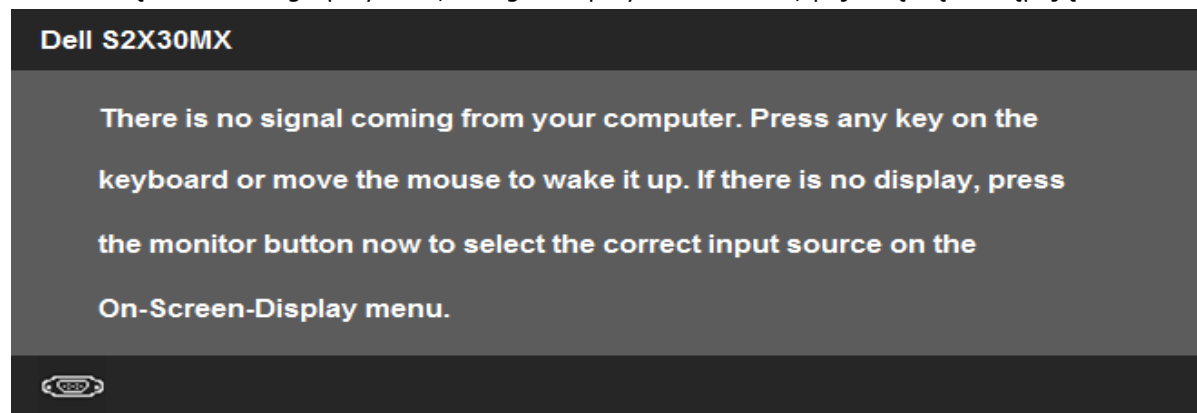 Dell S2X30MX
There is no signal coming from your computer. Press any key on the
keyboard or move the mouse to wake it up. If there is no display, press
the monitor button now to select the correct input source on the
On-Screen-Display menu.